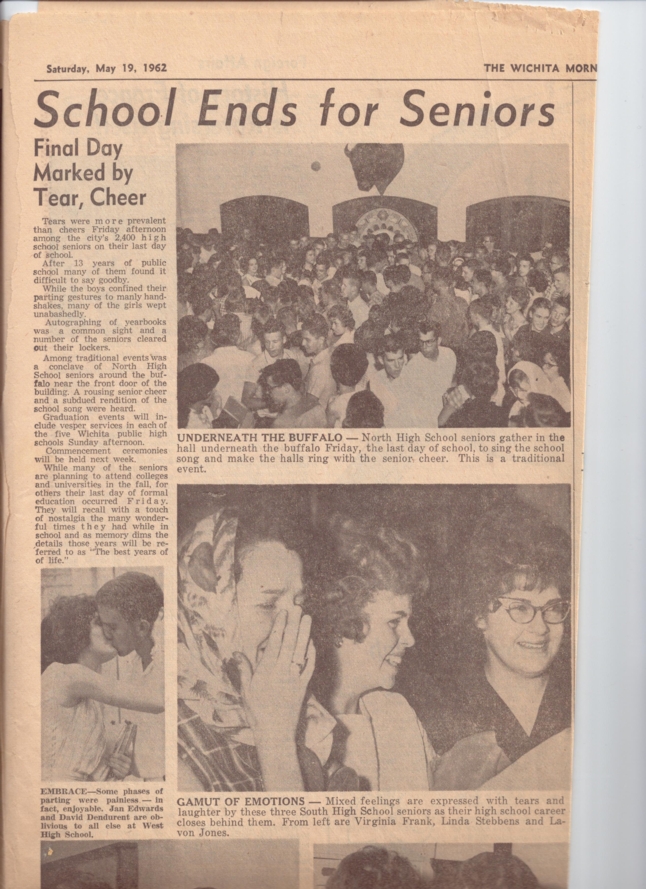 Saturday, May 19, 1962
THE WICHITA MORN
School Ends for Seniors
Final Day
Marked by
Tear, Cheer
Tears were more prevalent
than cheers Friday afternoon
among the city's 2,400 high
school seniors on their last day
of school.
After 13 years of public
school many of them found it
difficult to say goodby.
While the boys confined their
parting gestures to manly hand-
shakes, many of the girls wept
unabashedly.
Autographing of yearbooks
was a common sight and a
number of the seniors cleared
out their lockers.
Among traditional events was
a conclave of North High
School seniors around the buf-
falo near the front door of the
building. A rousing senior cheer
and a subdued rendition of the
school song were heard.
Graduation events will in-
clude vesper services in each of
the five Wichita public high
schools Sunday afternoon.
Commencement ceremonies
will be held next week.
While many of the seniors
are planning to attend colleges
and universities in the fall, for
others their last day of formal
education occurred Friday.
They will recall with a touch
of nostalgia the many wonder-
ful times they had while in
school and as memory dims the
details those years will be re-
ferred to as "The best years of
of life."
UNDERNEATH THE BUFFALO — North High School seniors gather in the
hall underneath the buffalo Friday, the last day of school, to sing the school
song and make the halls ring with the senior cheer. This is a traditional
event.
EMBRACE—Some phases of
parting were painless — in
fact, enjoyable. Jan Edwards
and David Dendurent are ob-
livious to all else at West
High School.
GAMUT OF EMOTIONS — Mixed feelings are expressed with tears and
laughter by these three South High School seniors as their high school career
closes behind them. From left are Virginia Frank, Linda Stebbens and La-
von Jones.